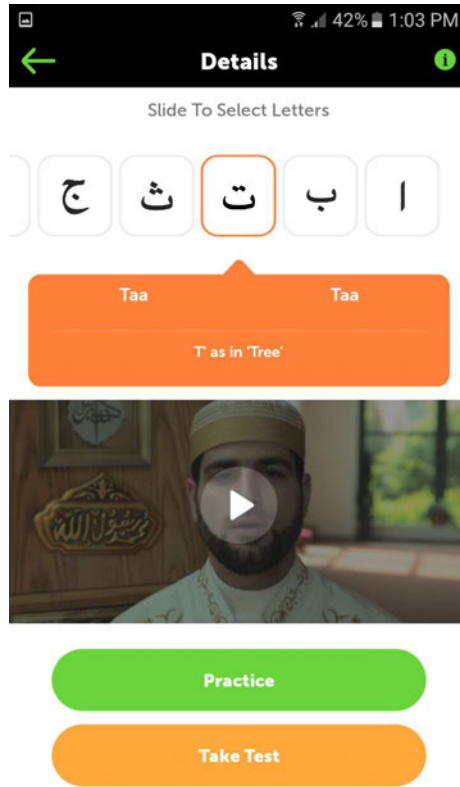 42% 1:03 PM
Details
Slide To Select Letters
ا ب ت ث ج
Taa Taa
T' as in 'Tree'
Practice
Take Test